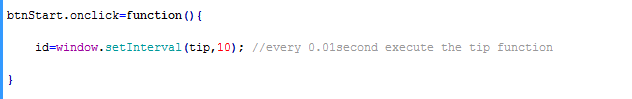 btnStart.onclick=function(){
id=window.setInterval(tip,10); //every 0.01second execute the tip function
}